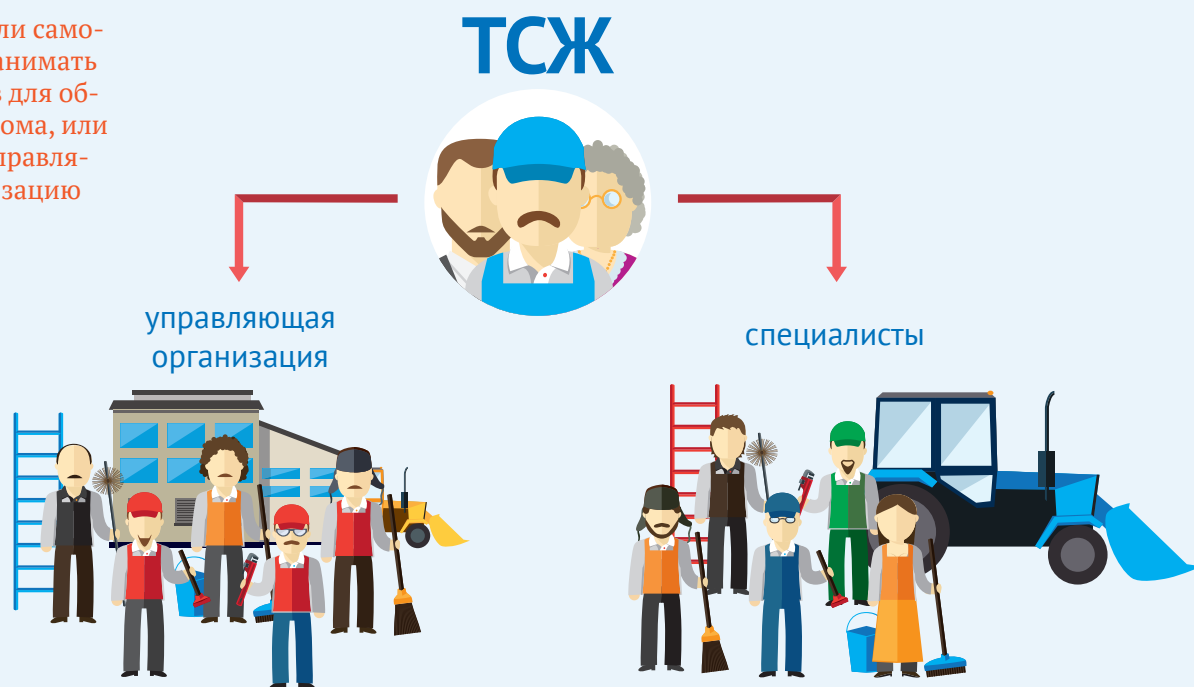 ли само-
анимать
для об-
ома, или
правля-
зацию
ТСЖ
управляющая
организация
специалисты